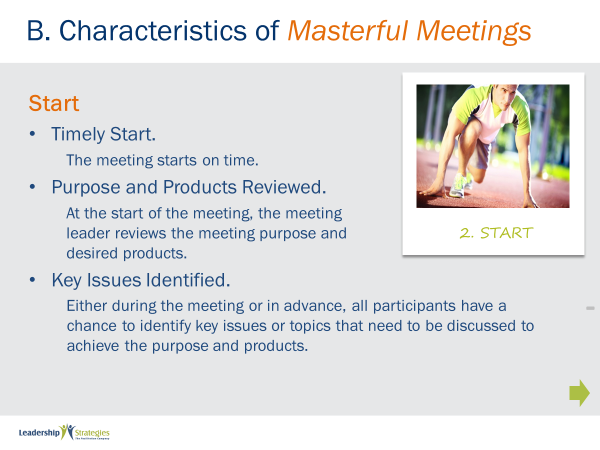 B. Characteristics of Masterful Meetings
Start
• Timely Start.
The meeting starts on time.
• Purpose and Products Reviewed.
At the start of the meeting, the meeting
leader reviews the meeting purpose and
desired products.
2. START
• Key Issues Identified.
Either during the meeting or in advance, all participants have a
chance to identify key issues or topics that need to be discussed to
achieve the purpose and products.
Leadership Strategies
The Facilitation Company